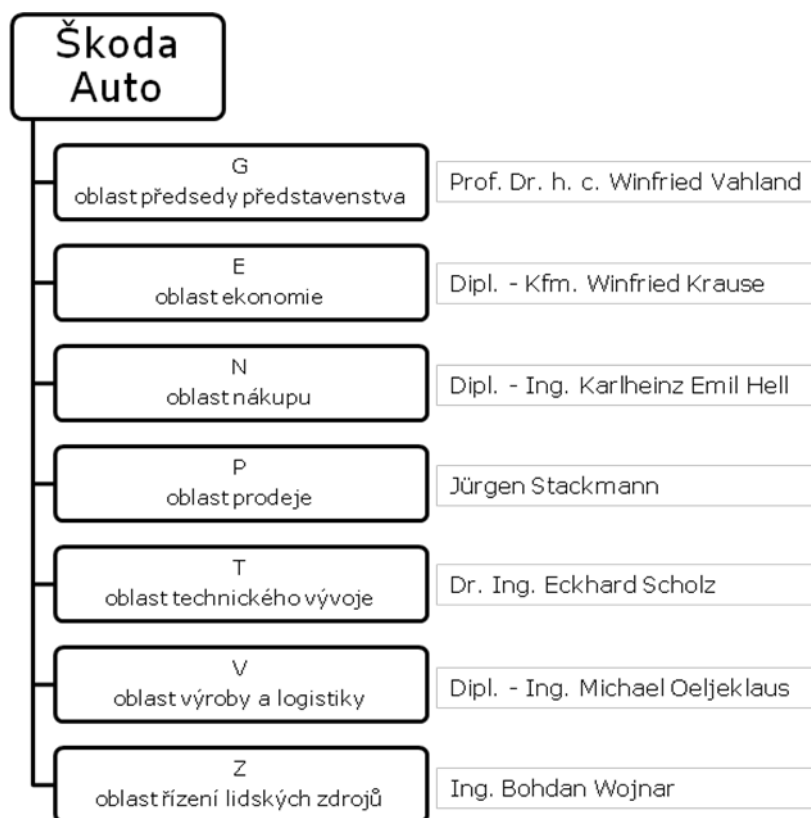 Škoda
Auto
G
oblast předsedy představenstva
Prof. Dr. h. c. Winfried Vahland
E
oblast ekonomie
Dipl. - Kfm. Winfried Krause
N
oblast nákupu
Dipl. - Ing. Karlheinz Emil Hell
P
oblast prodeje
Jürgen Stackmann
T
oblast technického vývoje
Dr. Ing. Eckhard Scholz
V
oblast výroby a logistiky
Dipl. - Ing. Michael Oeljeklaus
Z
oblast řízení lidských zdrojů
Ing. Bohdan Wojnar